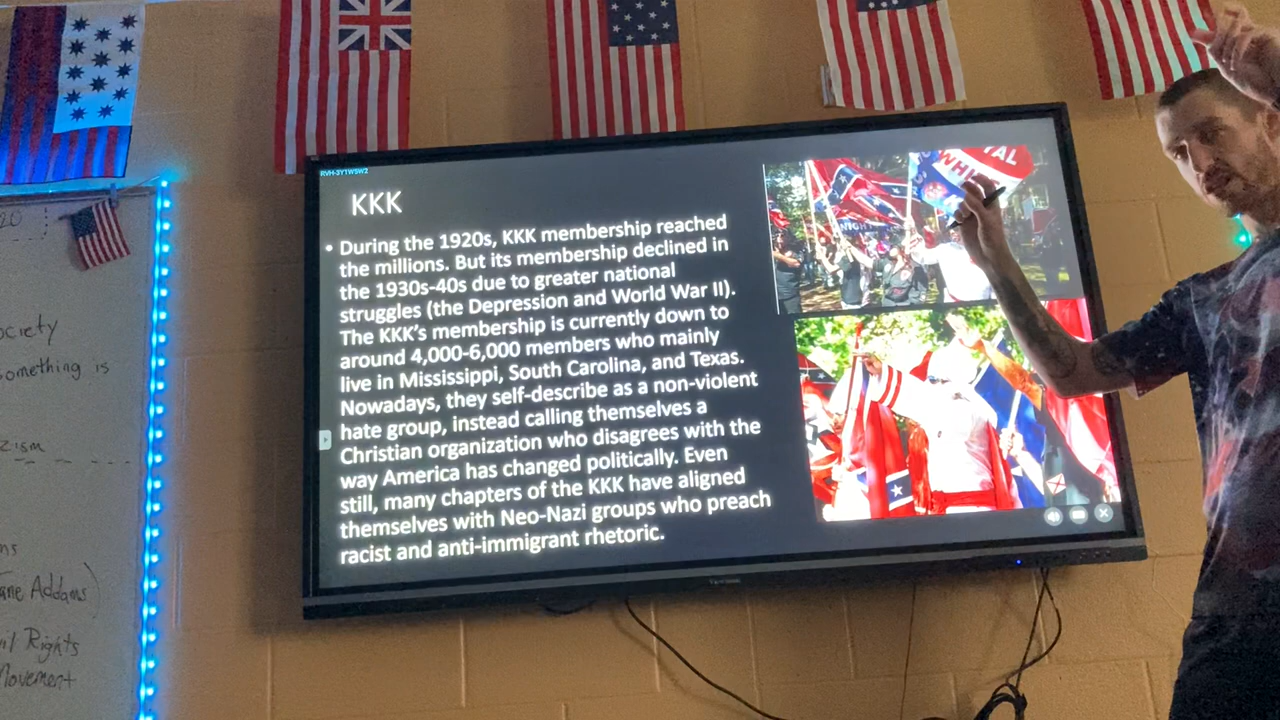 RVH-3Y1W5W2
KKK
• During the 1920s, KKK membership reached
the millions. But its membership declined in
the 1930s-40s due to greater national
struggles (the Depression and World War II).
The KKK's membership is currently down to
around 4,000-6,000 members who mainly
live in Mississippi, South Carolina, and Texas.
Nowadays, they self-describe as a non-violent
hate group, instead calling themselves a
Christian organization who disagrees with the
way America has changed politically. Even
still, many chapters of the KKK have aligned
themselves with Neo-Nazi groups who preach
racist and anti-immigrant rhetoric.
20
ociety
omething is
zism
ns
ane Addams)
il Rights
Movement